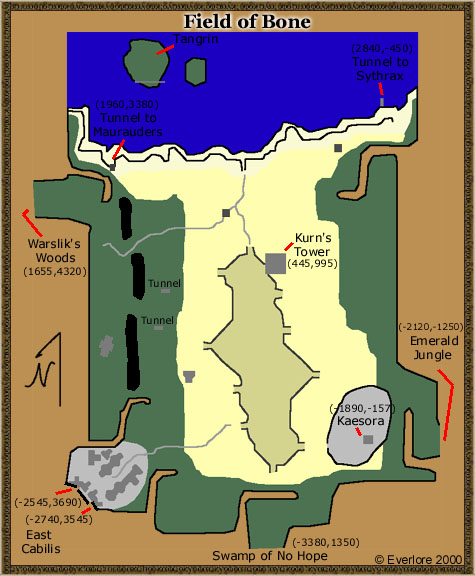 Field of Bone
Tangrin
(2840,-450)
Tunnel to
Sythrax
(1960,3380)
Tunnel to
Maurauders
Warslik's
Woods
(1655,4320)
Kurn's
Tower
(445,995)
Tunnel
Tunnel
(-2120,-1250)
Emerald
Jungle
N
(-1890,-157)
Kaesora
(-2545,3690)
(-2740,3545)
East
Cabilis
(-3380,1350)
Swamp of No Hope
© Everlore 2000